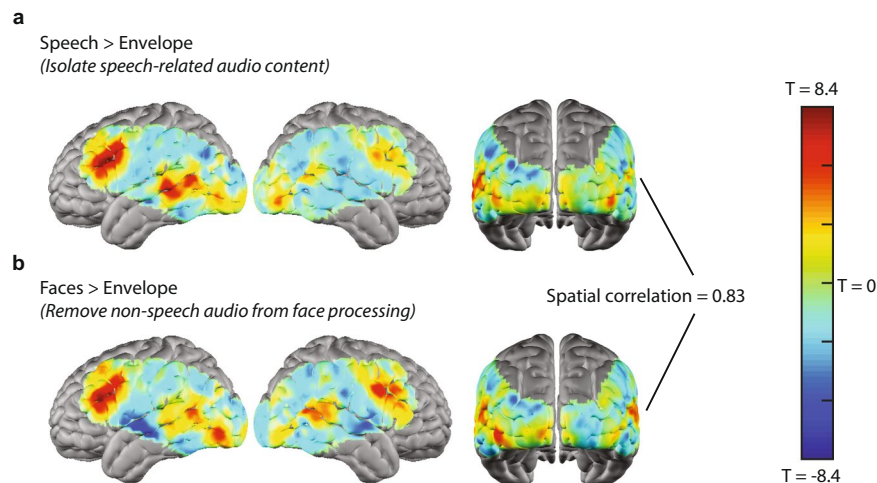 a
Speech > Envelope
(Isolate speech-related audio content)
T = 8.4
b
Faces > Envelope
(Remove non-speech audio from face processing)
Spatial correlation = 0.83
T = 0
T = -8.4